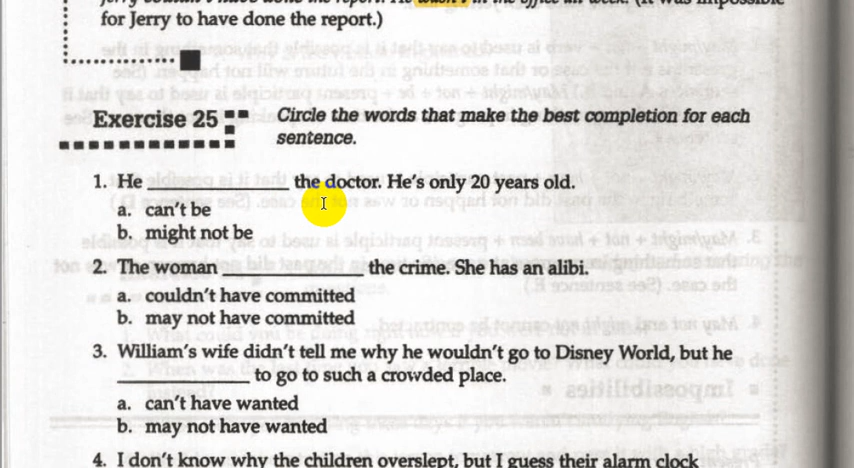 for Jerry to have done the report.)
Exercise 25
Circle the words that make the best completion for each
sentence.
1. He ________ the doctor. He's only 20 years old.
a. can't be
b. might not be
2. The woman ________ the crime. She has an alibi.
a. couldn't have committed
b. may not have committed
3. William's wife didn't tell me why he wouldn't go to Disney World, but he
________ to go to such a crowded place.
a. can't have wanted
b. may not have wanted
4. I don't know why the children overslept, but I guess their alarm clock